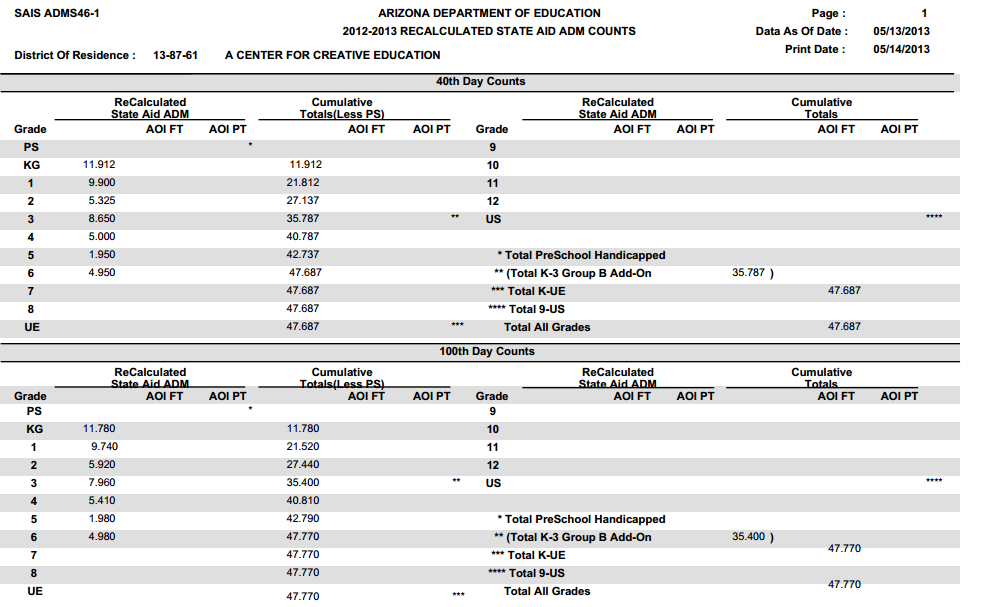 SAIS ADMS46-1 ARIZONA DEPARTMENT OF EDUCATION Page : 1
2012-2013 RECALCULATED STATE AID ADM COUNTS Data As Of Date : 05/13/2013
Print Date : 05/14/2013
District Of Residence : 13-87-61 A CENTER FOR CREATIVE EDUCATION
40th Day Counts
ReCalculated Cumulative ReCalculated Cumulative
State Aid ADM Totals(Less PS) State Aid ADM Totals
Grade AOI FT AOI PT AOI FT AOI PT Grade AOI FT AOI PT AOI FT AOI PT
PS * 9
KG 11.912 11.912 10
1 9.900 21.812 11
2 5.325 27.137 12
3 8.650 35.787 ** US ****
4 5.000 40.787
5 1.950 42.737 * Total PreSchool Handicapped
6 4.950 47.687 ** (Total K-3 Group B Add-On 35.787 )
7 47.687 *** Total K-UE 47.687
8 47.687 **** Total 9-US
UE 47.687 *** Total All Grades 47.687
100th Day Counts
ReCalculated Cumulative ReCalculated Cumulative
State Aid ADM Totals(Less PS) State Aid ADM Totals
Grade AOI FT AOI PT AOI FT AOI PT Grade AOI FT AOI PT AOI FT AOI PT
PS * 9
KG 11.780 11.780 10
1 9.740 21.520 11
2 5.920 27.440 12
3 7.960 35.400 ** US ****
4 5.410 40.810
5 1.980 42.790 * Total PreSchool Handicapped
6 4.980 47.770 ** (Total K-3 Group B Add-On 35.400 )
7 47.770 *** Total K-UE 47.770
8 47.770 **** Total 9-US
UE 47.770 *** Total All Grades 47.770